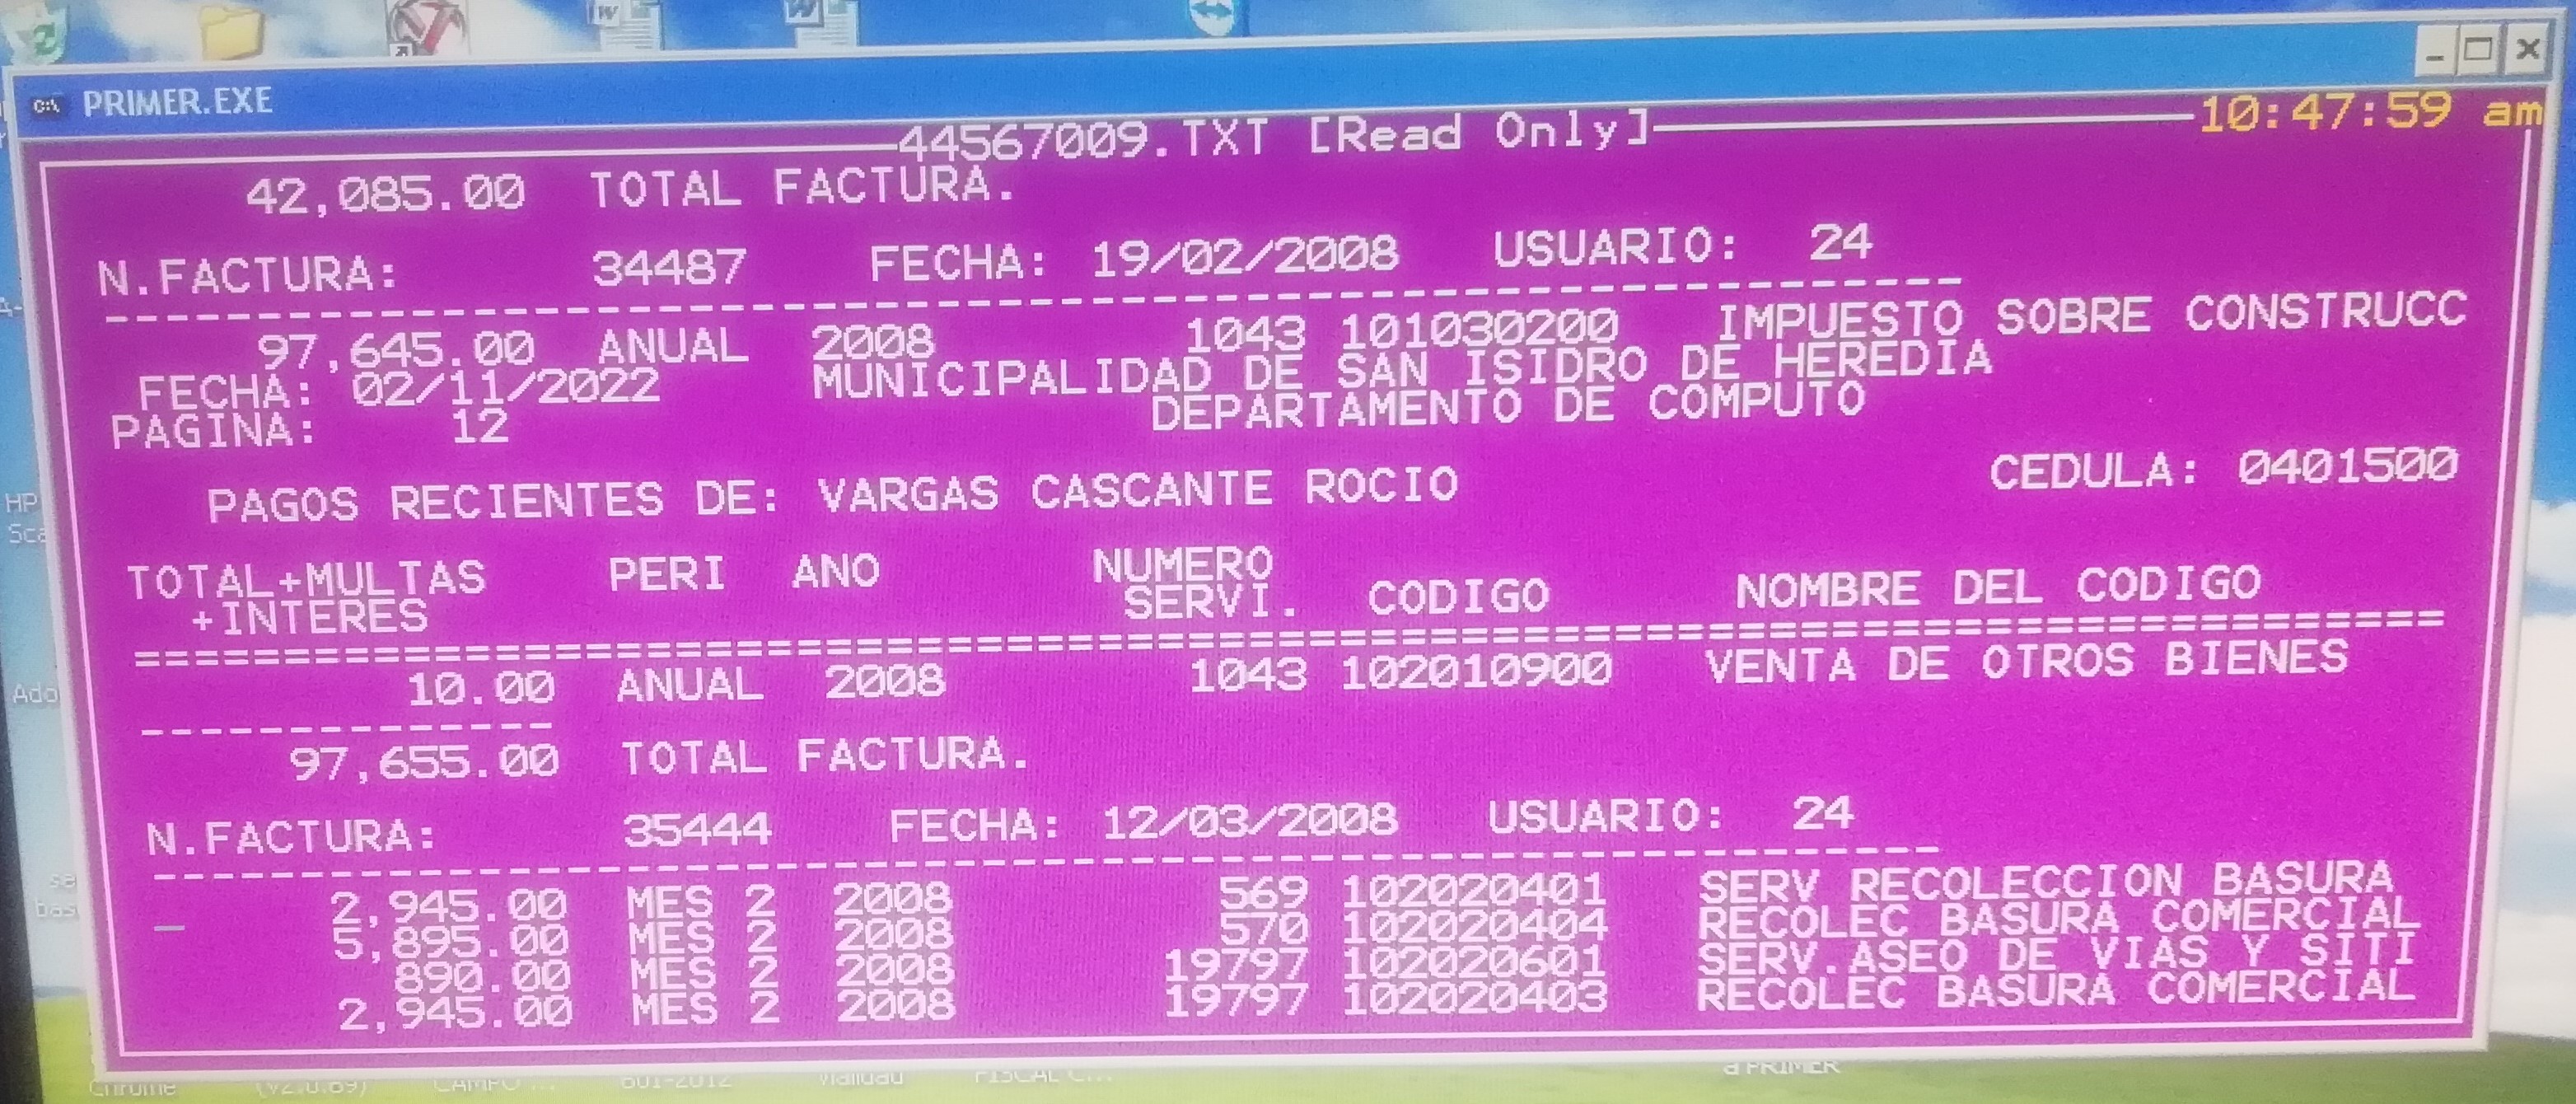 PRIMER.EXE
10:47:59 am
44567009.TXT [Read Only]
42,085.00 TOTAL FACTURA.
N.FACTURA: 34487 FECHA: 19/02/2008 USUARIO: 24
97,645.00 ANUAL 2008 1043 101030200 IMPUESTO SOBRE CONSTRUCC
FECHA: 02/11/2022 MUNICIPALIDAD DE SAN ISIDRO DE HEREDIA
PAGINA: 12 DEPARTAMENTO DE COMPUTO
PAGOS RECIENTES DE: VARGAS CASCANTE ROCIO CEDULA: 0401500
TOTAL+MULTAS PERI ANO NUMERO
+INTERES SERVI. CODIGO NOMBRE DEL CODIGO
================================================================================
10.00 ANUAL 2008 1043 102010900 VENTA DE OTROS BIENES
97,655.00 TOTAL FACTURA.
N.FACTURA: 35444 FECHA: 12/03/2008 USUARIO: 24
2,945.00 MES 2 2008 569 102020401 SERV RECOLECCION BASURA
5,895.00 MES 2 2008 570 102020404 RECOLEC BASURA COMERCIAL
890.00 MES 2 2008 19797 102020601 SERV.ASEO DE VIAS Y SITI
2,945.00 MES 2 2008 19797 102020403 RECOLEC BASURA COMERCIAL
HP
Sca
Ado
Chrome (v2.0.69) CAMPO ... 601-2012 vialidad FISCAL C... a PRIMER